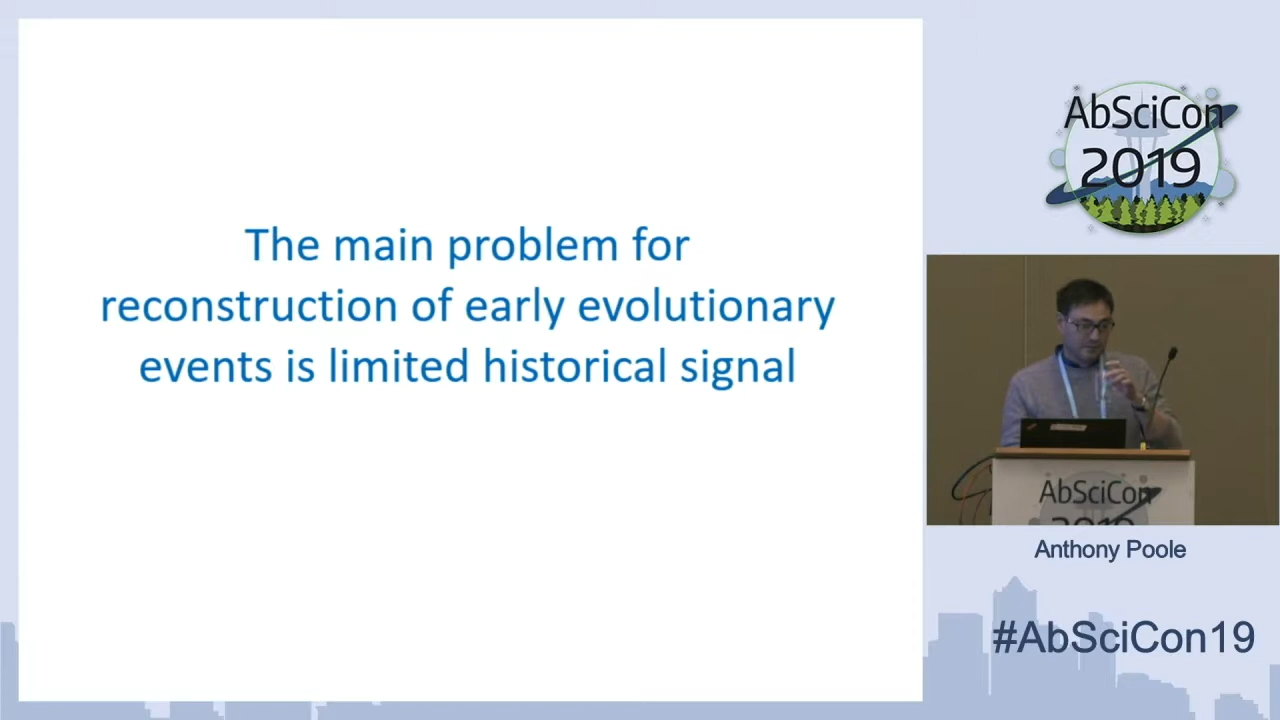 The main problem for
reconstruction of early evolutionary
events is limited historical signal
AbSciCon
2019
AbSciCon
2019
Anthony Poole
#AbSciCon19